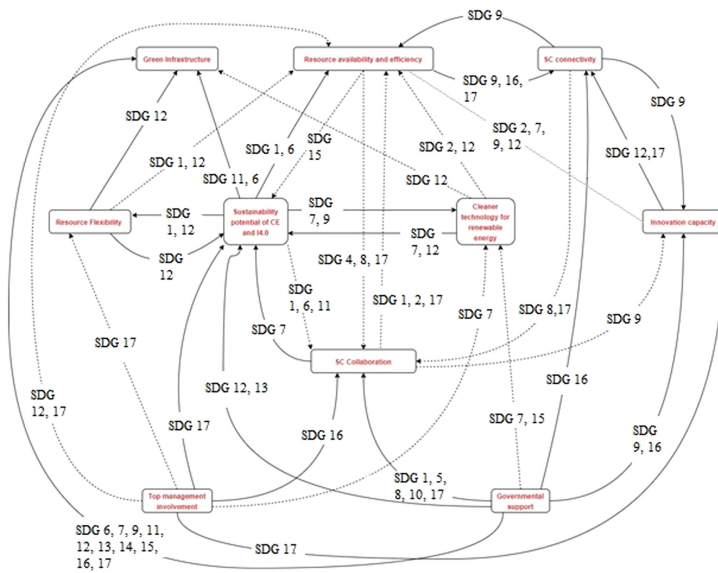 SDG 9
Green Infrastructure
Resource availability and efficiency
SC connectivity
SDG 9, 16,
17
SDG 9
SDG 12
SDG 1, 12
SDG 1, 6
SDG
15
SDG 2, 12
SDG 2, 7,
9, 12
SDG 12,17
SDG 11, 6
SDG 12
Resource Flexibility
SDG
1, 12
Sustainability
potential of CE
and I4.0
SDG
7, 9
Cleaner
technology for
renewable
energy
Innovation capacity
SDG
12
SDG
7, 12
SDG 4, 8, 17
SDG
1, 6, 11
SDG 1, 2, 17
SDG 7
SDG 8,17
SDG 9
SDG 7
SDG 17
SC Collaboration
SDG
12, 17
SDG 12, 13
SDG 16
SDG 17
SDG 16
SDG 7, 15
SDG
9, 16
SDG 1, 5,
8, 10, 17
Top management
involvement
Governmental
support
SDG 6, 7, 9, 11,
12, 13, 14, 15,
16, 17
SDG 17